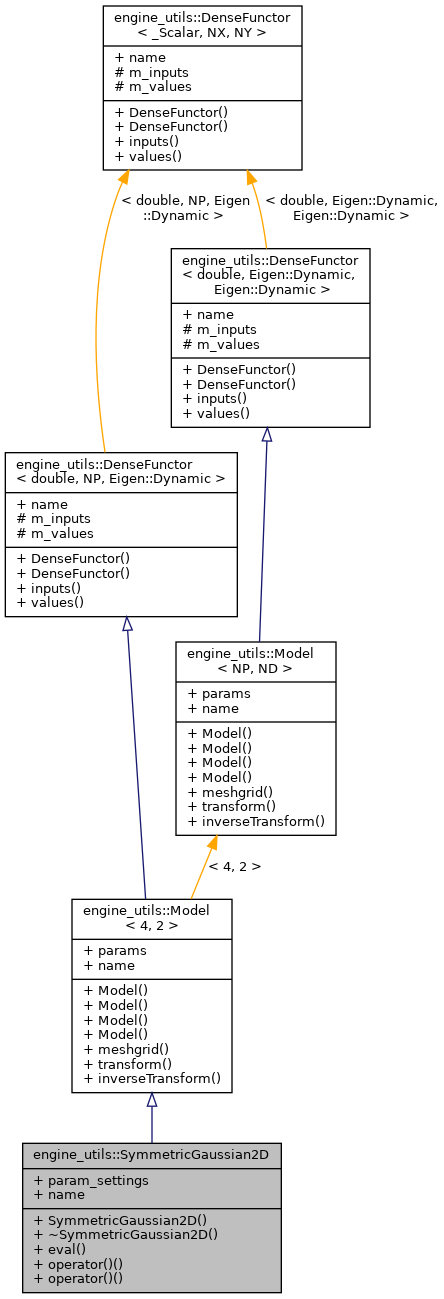 engine_utils::DenseFunctor
< _Scalar, NX, NY >
+ name
# m_inputs
# m_values
+ DenseFunctor()
+ DenseFunctor()
+ inputs()
+ values()
< double, NP, Eigen
::Dynamic >
< double, Eigen::Dynamic,
Eigen::Dynamic >
engine_utils::DenseFunctor
< double, Eigen::Dynamic,
Eigen::Dynamic >
+ name
# m_inputs
# m_values
+ DenseFunctor()
+ DenseFunctor()
+ inputs()
+ values()
engine_utils::DenseFunctor
< double, NP, Eigen::Dynamic >
+ name
# m_inputs
# m_values
+ DenseFunctor()
+ DenseFunctor()
+ inputs()
+ values()
engine_utils::Model
< NP, ND >
+ params
+ name
+ Model()
+ Model()
+ Model()
+ Model()
+ meshgrid()
+ transform()
+ inverseTransform()
< 4, 2 >
engine_utils::Model
< 4, 2 >
+ params
+ name
+ Model()
+ Model()
+ Model()
+ Model()
+ meshgrid()
+ transform()
+ inverseTransform()
engine_utils::SymmetricGaussian2D
+ param_settings
+ name
+ SymmetricGaussian2D()
+ ~SymmetricGaussian2D()
+ eval()
+ operator()()
+ operator()()